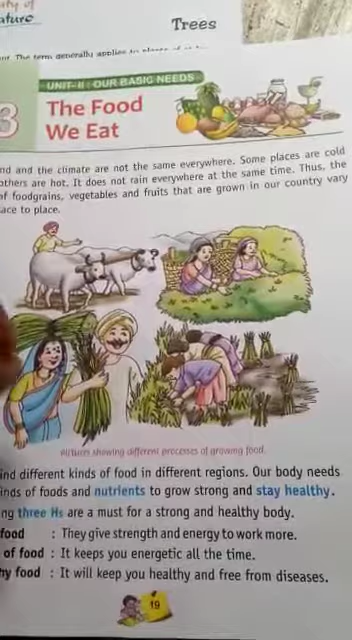 ity of
ature
Trees
The term generally applies to
UNIT-II : OUR BASIC NEEDS
3
The Food
We Eat
nd and the climate are not the same everywhere. Some places are cold
others are hot. It does not rain everywhere at the same time. Thus, the
of foodgrains, vegetables and fruits that are grown in our country vary
ace to place.
Pictures showing different processes of growing food.
ind different kinds of food in different regions. Our body needs
inds of foods and nutrients to grow strong and stay healthy.
ng three Hs are a must for a strong and healthy body.
food : They give strength and energy to work more.
of food : It keeps you energetic all the time.
hy food : It will keep you healthy and free from diseases.
19